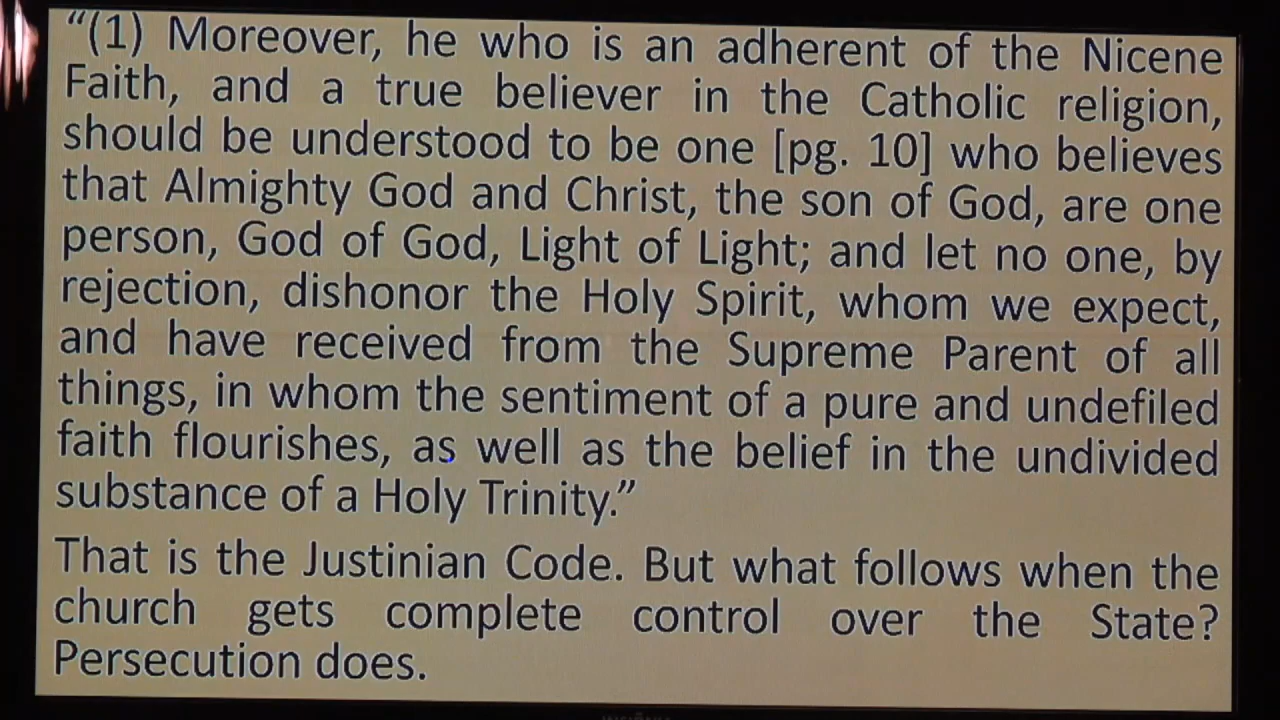 “(1) Moreover, he who is an adherent of the Nicene
Faith, and a true believer in the Catholic religion,
should be understood to be one [pg. 10] who believes
that Almighty God and Christ, the son of God, are one
person, God of God, Light of Light; and let no one, by
rejection, dishonor the Holy Spirit, whom we expect,
and have received from the Supreme Parent of all
things, in whom the sentiment of a pure and undefiled
faith flourishes, as well as the belief in the undivided
substance of a Holy Trinity.”
That is the Justinian Code. But what follows when the
church gets complete control over the State?
Persecution does.